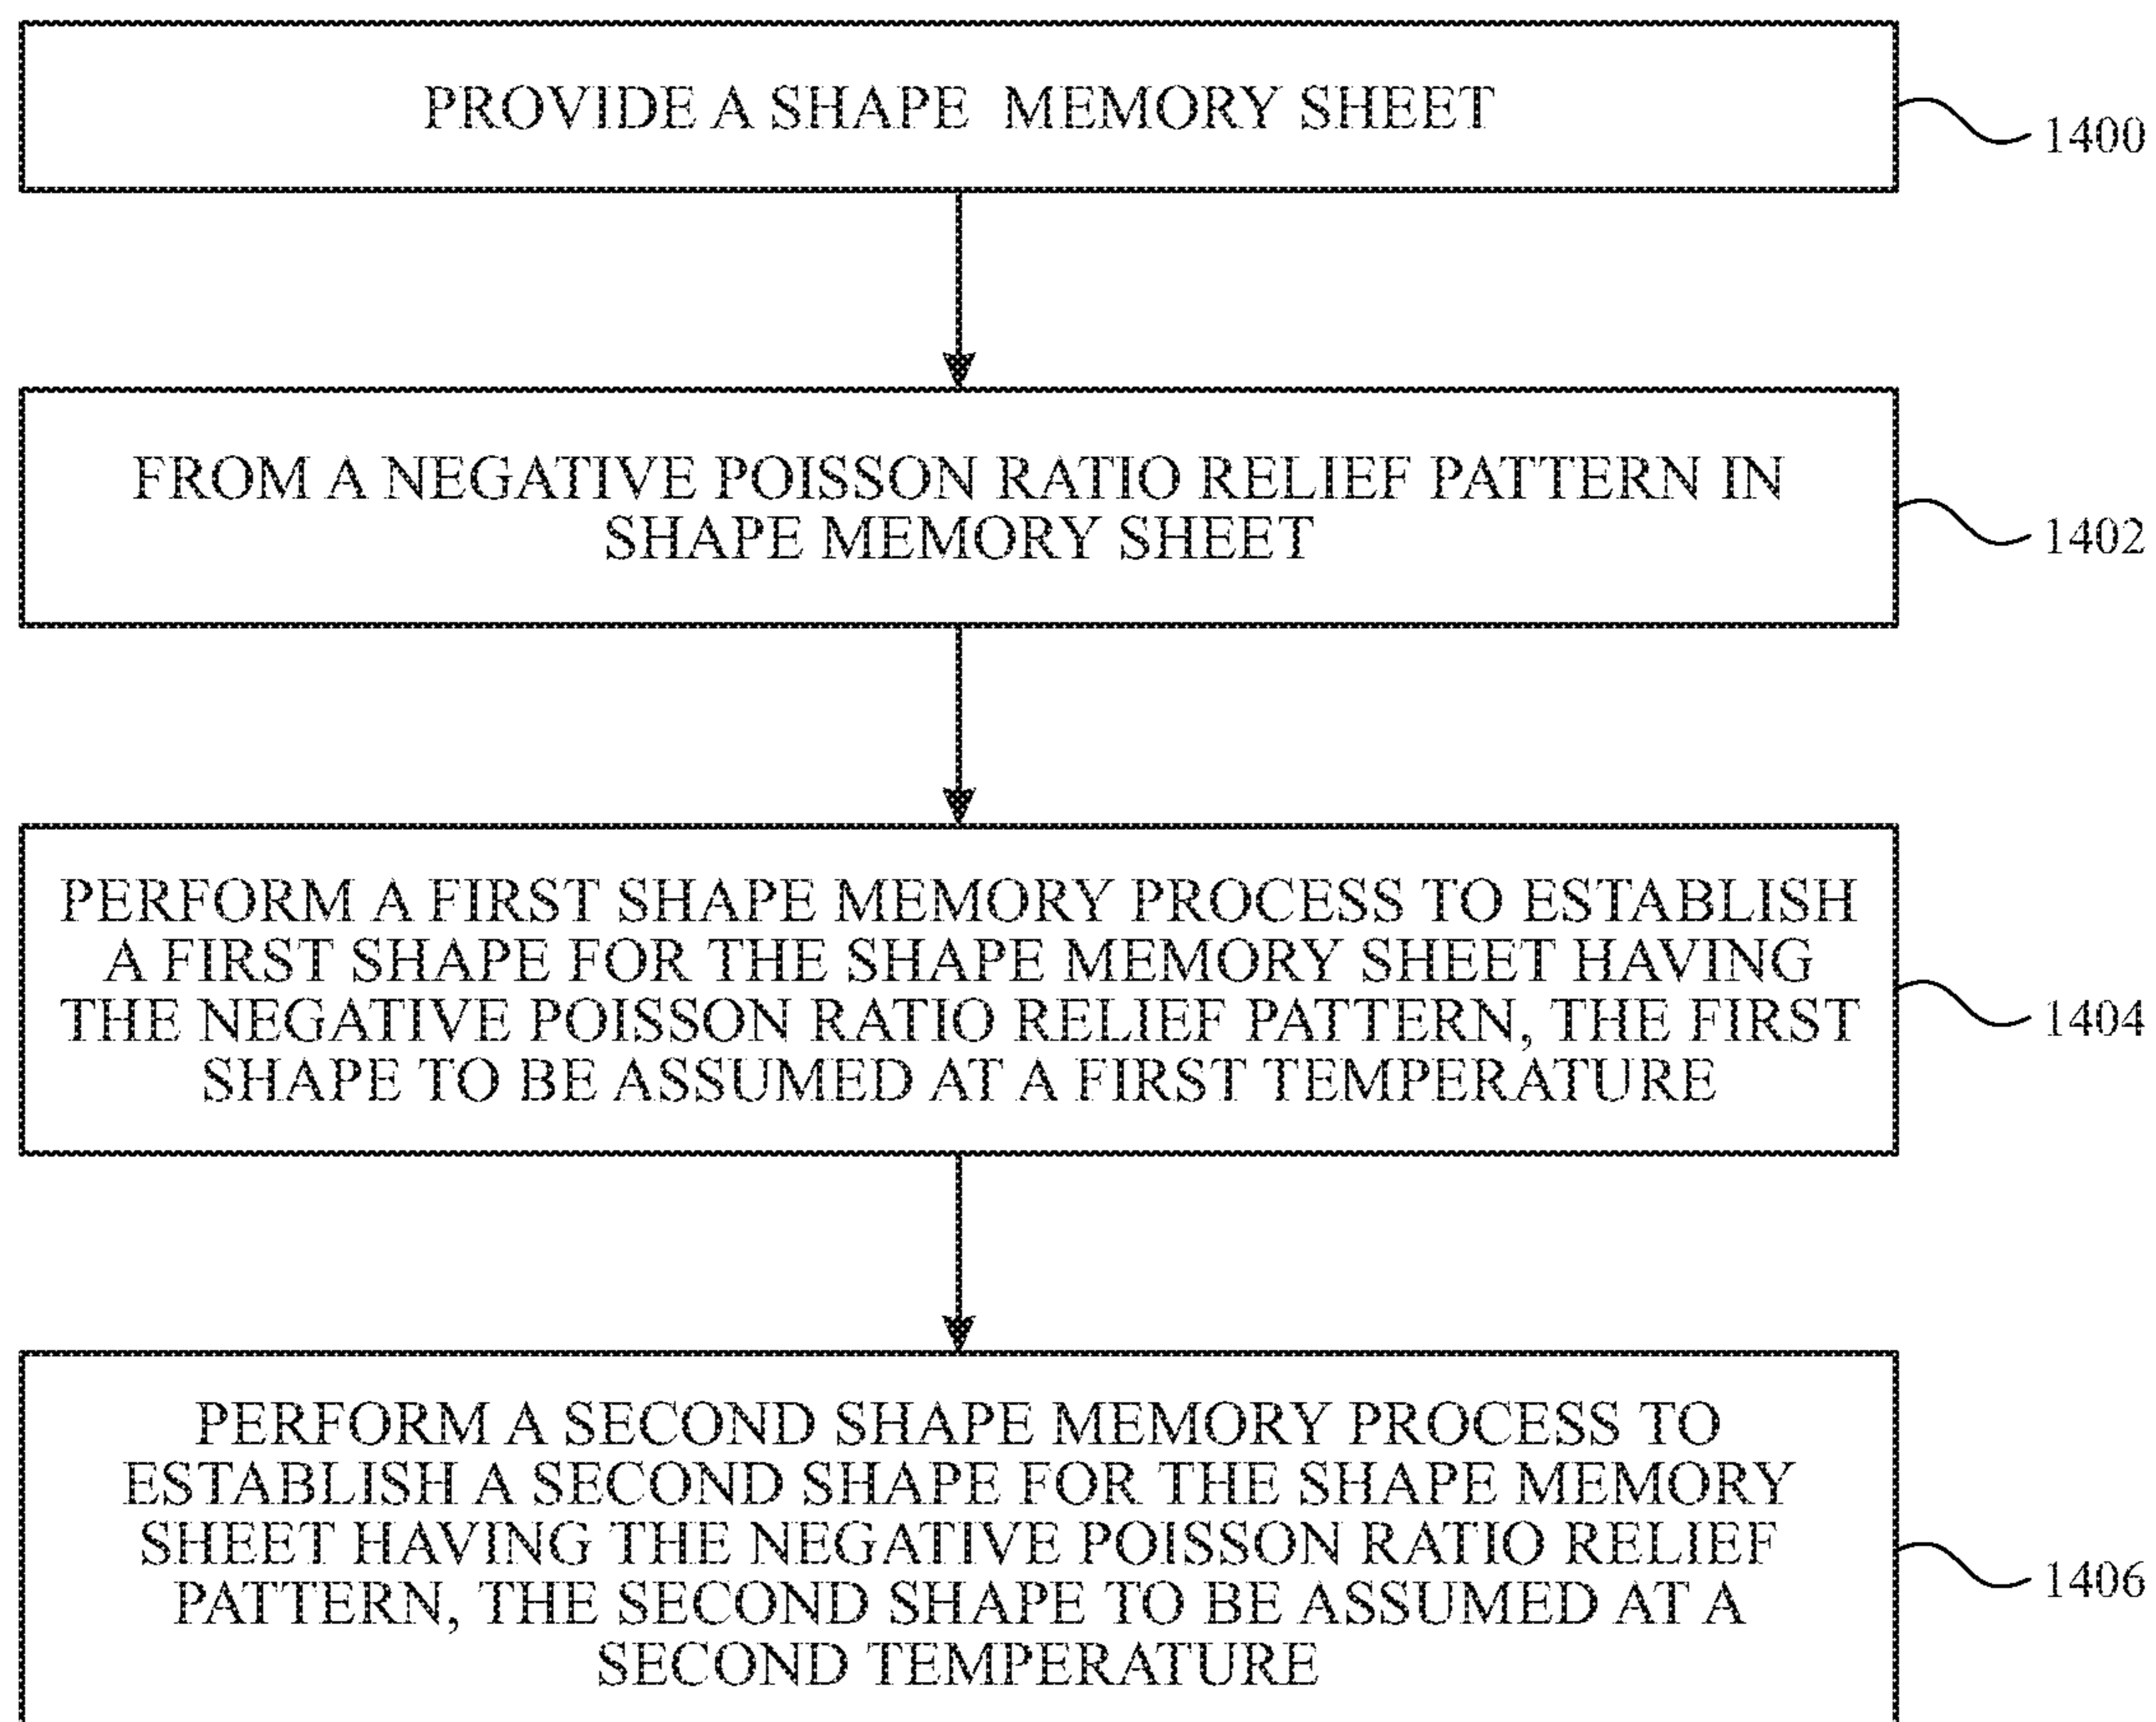 PROVIDE A SHAPE MEMORY SHEET
1400
FROM A NEGATIVE POISSON RATIO RELIEF PATTERN IN
SHAPE MEMORY SHEET
1402
PERFORM A FIRST SHAPE MEMORY PROCESS TO ESTABLISH
A FIRST SHAPE FOR THE SHAPE MEMORY SHEET HAVING
THE NEGATIVE POISSON RATIO RELIEF PATTERN, THE FIRST
SHAPE TO BE ASSUMED AT A FIRST TEMPERATURE
1404
PERFORM A SECOND SHAPE MEMORY PROCESS TO
ESTABLISH A SECOND SHAPE FOR THE SHAPE MEMORY
SHEET HAVING THE NEGATIVE POISSON RATIO RELIEF
PATTERN, THE SECOND SHAPE TO BE ASSUMED AT A
SECOND TEMPERATURE
1406